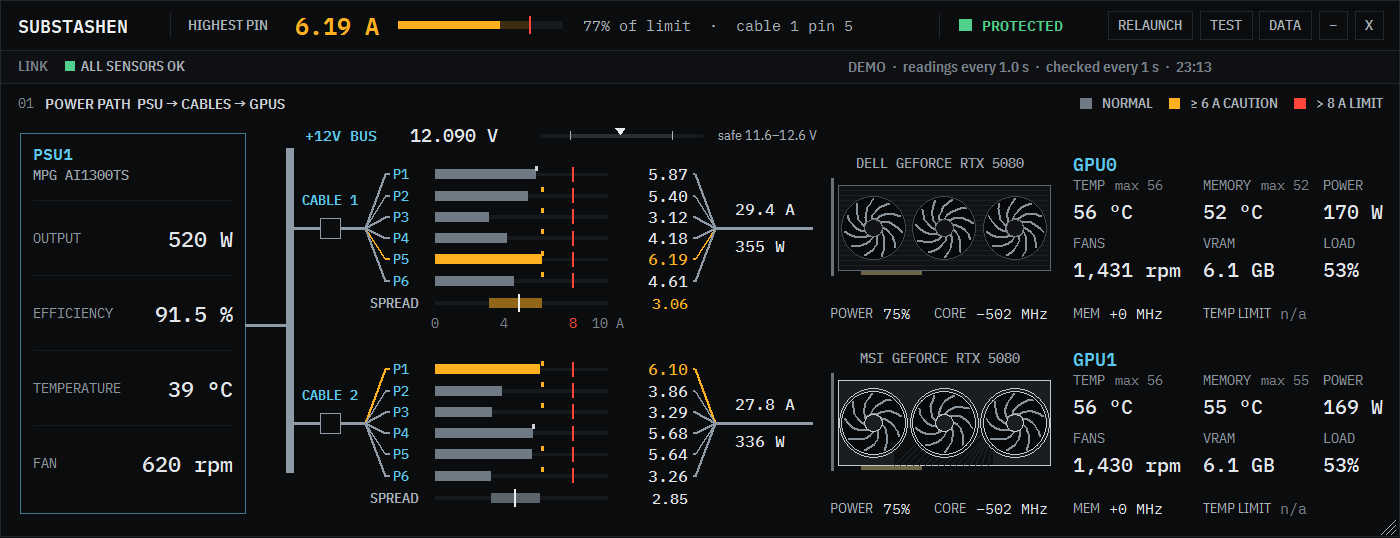 SUBSTASHEN HIGHEST PIN 6.19 A 77% of limit · cable 1 pin 5 PROTECTED RELAUNCH TEST DATA − X
LINK ALL SENSORS OK DEMO · readings every 1.0 s · checked every 1 s · 23:13
01 POWER PATH PSU → CABLES → GPUS NORMAL ≥ 6 A CAUTION > 8 A LIMIT
PSU1
MPG AI1300TS
OUTPUT 520 W
EFFICIENCY 91.5 %
TEMPERATURE 39 °C
FAN 620 rpm
+12V BUS 12.090 V safe 11.6–12.6 V
CABLE 1
P1 5.87
P2 5.40
P3 3.12
P4 4.18
P5 6.19
P6 4.61
SPREAD 3.06
0 4 8 10 A
29.4 A
355 W
CABLE 2
P1 6.10
P2 3.86
P3 3.29
P4 5.68
P5 5.64
P6 3.26
SPREAD 2.85
27.8 A
336 W
DELL GEFORCE RTX 5080
GPU0
TEMP max 56 MEMORY max 52 POWER
56 °C 52 °C 170 W
FANS VRAM LOAD
1,431 rpm 6.1 GB 53%
POWER 75% CORE −502 MHz MEM +0 MHz TEMP LIMIT n/a
MSI GEFORCE RTX 5080
GPU1
TEMP max 56 MEMORY max 55 POWER
56 °C 55 °C 169 W
FANS VRAM LOAD
1,430 rpm 6.1 GB 53%
POWER 75% CORE −502 MHz MEM +0 MHz TEMP LIMIT n/a